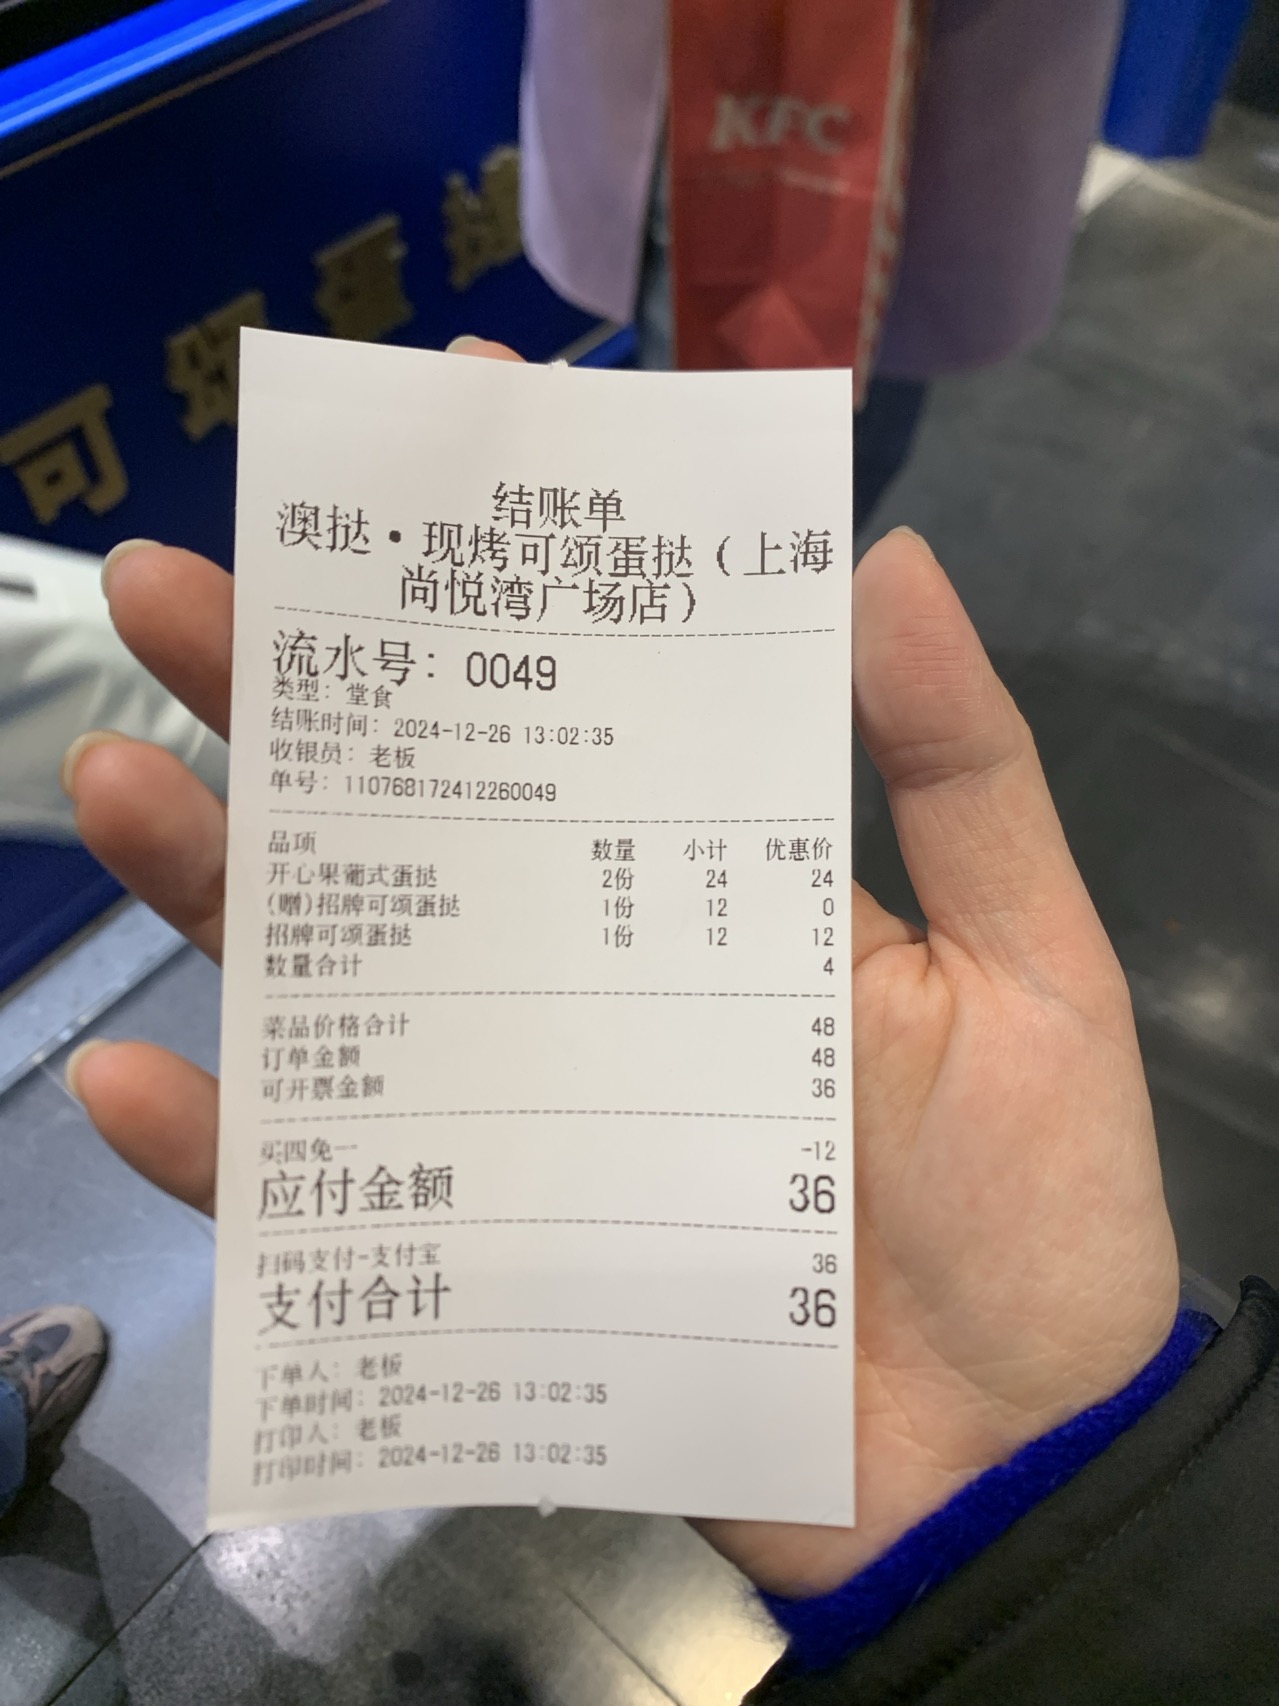 KFC
可颂蛋挞
结账单
澳挞·现烤可颂蛋挞（上海
尚悦湾广场店）
流水号：0049
类型：堂食
结账时间：2024-12-26 13:02:35
收银员：老板
单号：110768172412260049
品项 数量 小计 优惠价
开心果葡式蛋挞 2份 24 24
(赠)招牌可颂蛋挞 1份 12 0
招牌可颂蛋挞 1份 12 12
数量合计 4
菜品价格合计 48
订单金额 48
可开票金额 36
买四免一 -12
应付金额 36
扫码支付-支付宝 36
支付合计 36
下单人：老板
下单时间：2024-12-26 13:02:35
打印人：老板
打印时间：2024-12-26 13:02:35